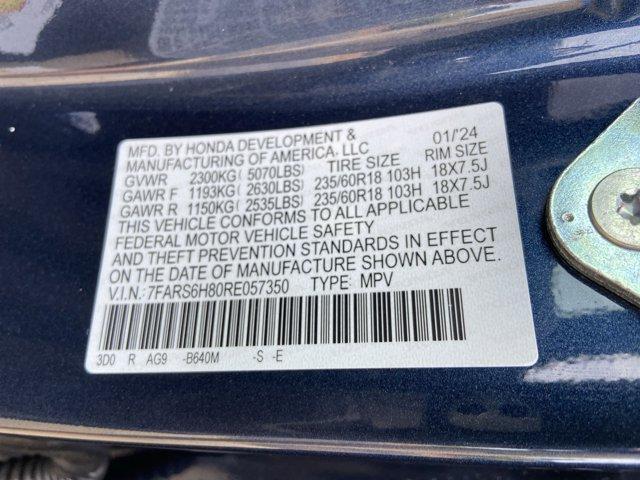 MFD. BY HONDA DEVELOPMENT & MANUFACTURING OF AMERICA, LLC 01/'24
GVWR 2300KG( 5070LBS) TIRE SIZE RIM SIZE
GAWR F 1193KG( 2630LBS) 235/60R18 103H 18X7.5J
GAWR R 1150KG( 2535LBS) 235/60R18 103H 18X7.5J
THIS VEHICLE CONFORMS TO ALL APPLICABLE
FEDERAL MOTOR VEHICLE SAFETY
AND THEFT PREVENTION STANDARDS IN EFFECT
ON THE DATE OF MANUFACTURE SHOWN ABOVE.
V.I.N.:7FARS6H80RE057350 TYPE: MPV
3D0 R AG9 -B640M -S -E